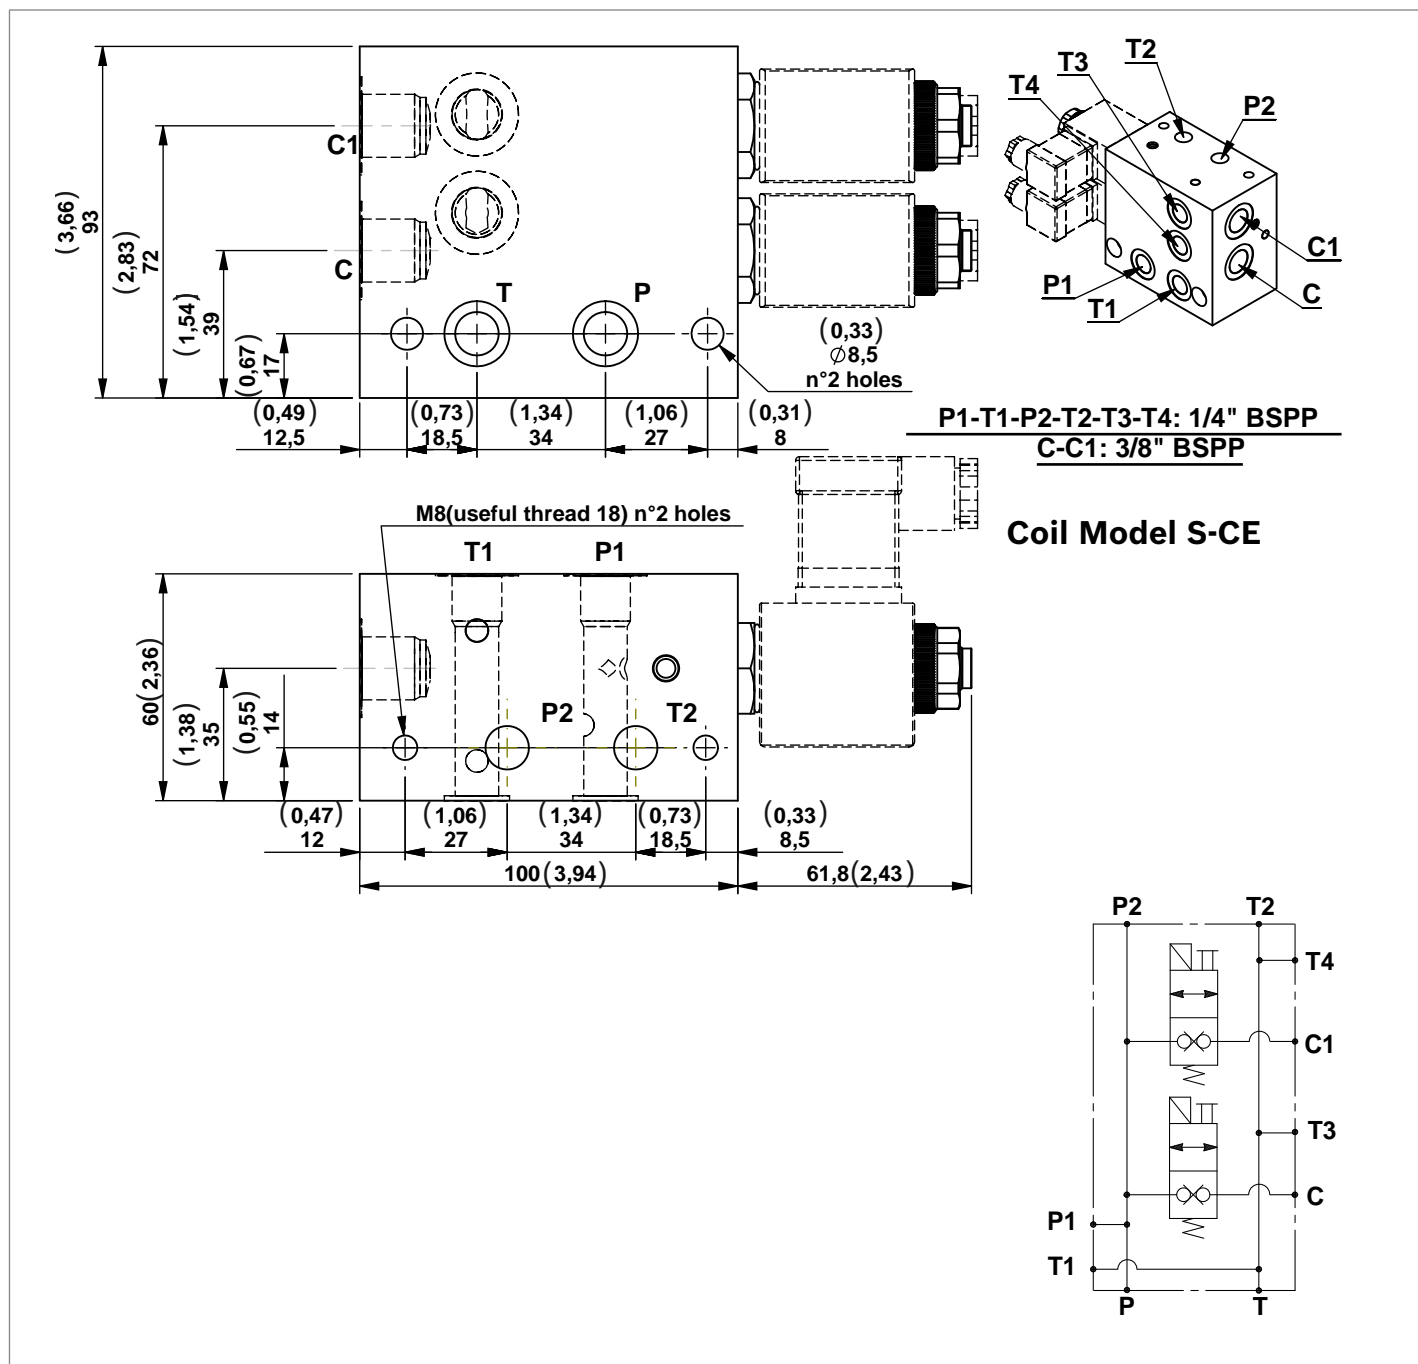 T2
T3
T4
P2
C1
C1
C
C
P1
T1
T
P
(3,66)
93
(2,83)
72
(1,54)
39
(0,67)
17
(0,33)
Ø8,5
n°2 holes
(0,49)
12,5
(0,73)
18,5
(1,34)
34
(1,06)
27
(0,31)
8
P1-T1-P2-T2-T3-T4: 1/4" BSPP
C-C1: 3/8" BSPP
M8(useful thread 18) n°2 holes
Coil Model S-CE
T1
P1
P2
T2
60(2,36)
(1,38)
35
(0,55)
14
(0,47)
12
(1,06)
27
(1,34)
34
(0,73)
18,5
(0,33)
8,5
100(3,94)
61,8(2,43)
P2
T2
T4
C1
T3
C
P1
T1
P
T